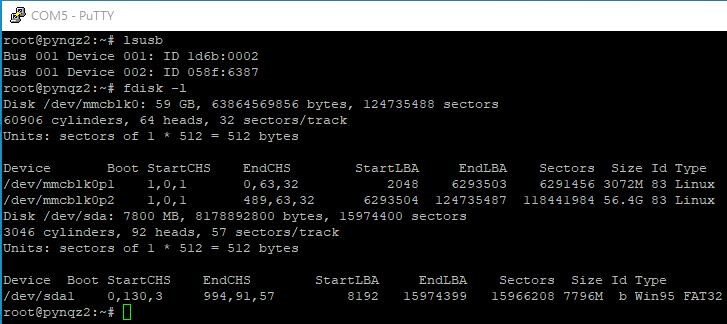 COM5 - PuTTY
root@pynqz2:~# lsusb
Bus 001 Device 001: ID 1d6b:0002
Bus 001 Device 002: ID 058f:6387
root@pynqz2:~# fdisk -l
Disk /dev/mmcblk0: 59 GB, 63864569856 bytes, 124735488 sectors
60906 cylinders, 64 heads, 32 sectors/track
Units: sectors of 1 * 512 = 512 bytes
Device Boot StartCHS EndCHS StartLBA EndLBA Sectors Size Id Type
/dev/mmcblk0p1 1,0,1 0,63,32 2048 6293503 6291456 3072M 83 Linux
/dev/mmcblk0p2 1,0,1 489,63,32 6293504 124735487 118441984 56.4G 83 Linux
Disk /dev/sda: 7800 MB, 8178892800 bytes, 15974400 sectors
3046 cylinders, 92 heads, 57 sectors/track
Units: sectors of 1 * 512 = 512 bytes
Device Boot StartCHS EndCHS StartLBA EndLBA Sectors Size Id Type
/dev/sda1 0,130,3 994,91,57 8192 15974399 15966208 7796M b Win95 FAT32
root@pynqz2:~#